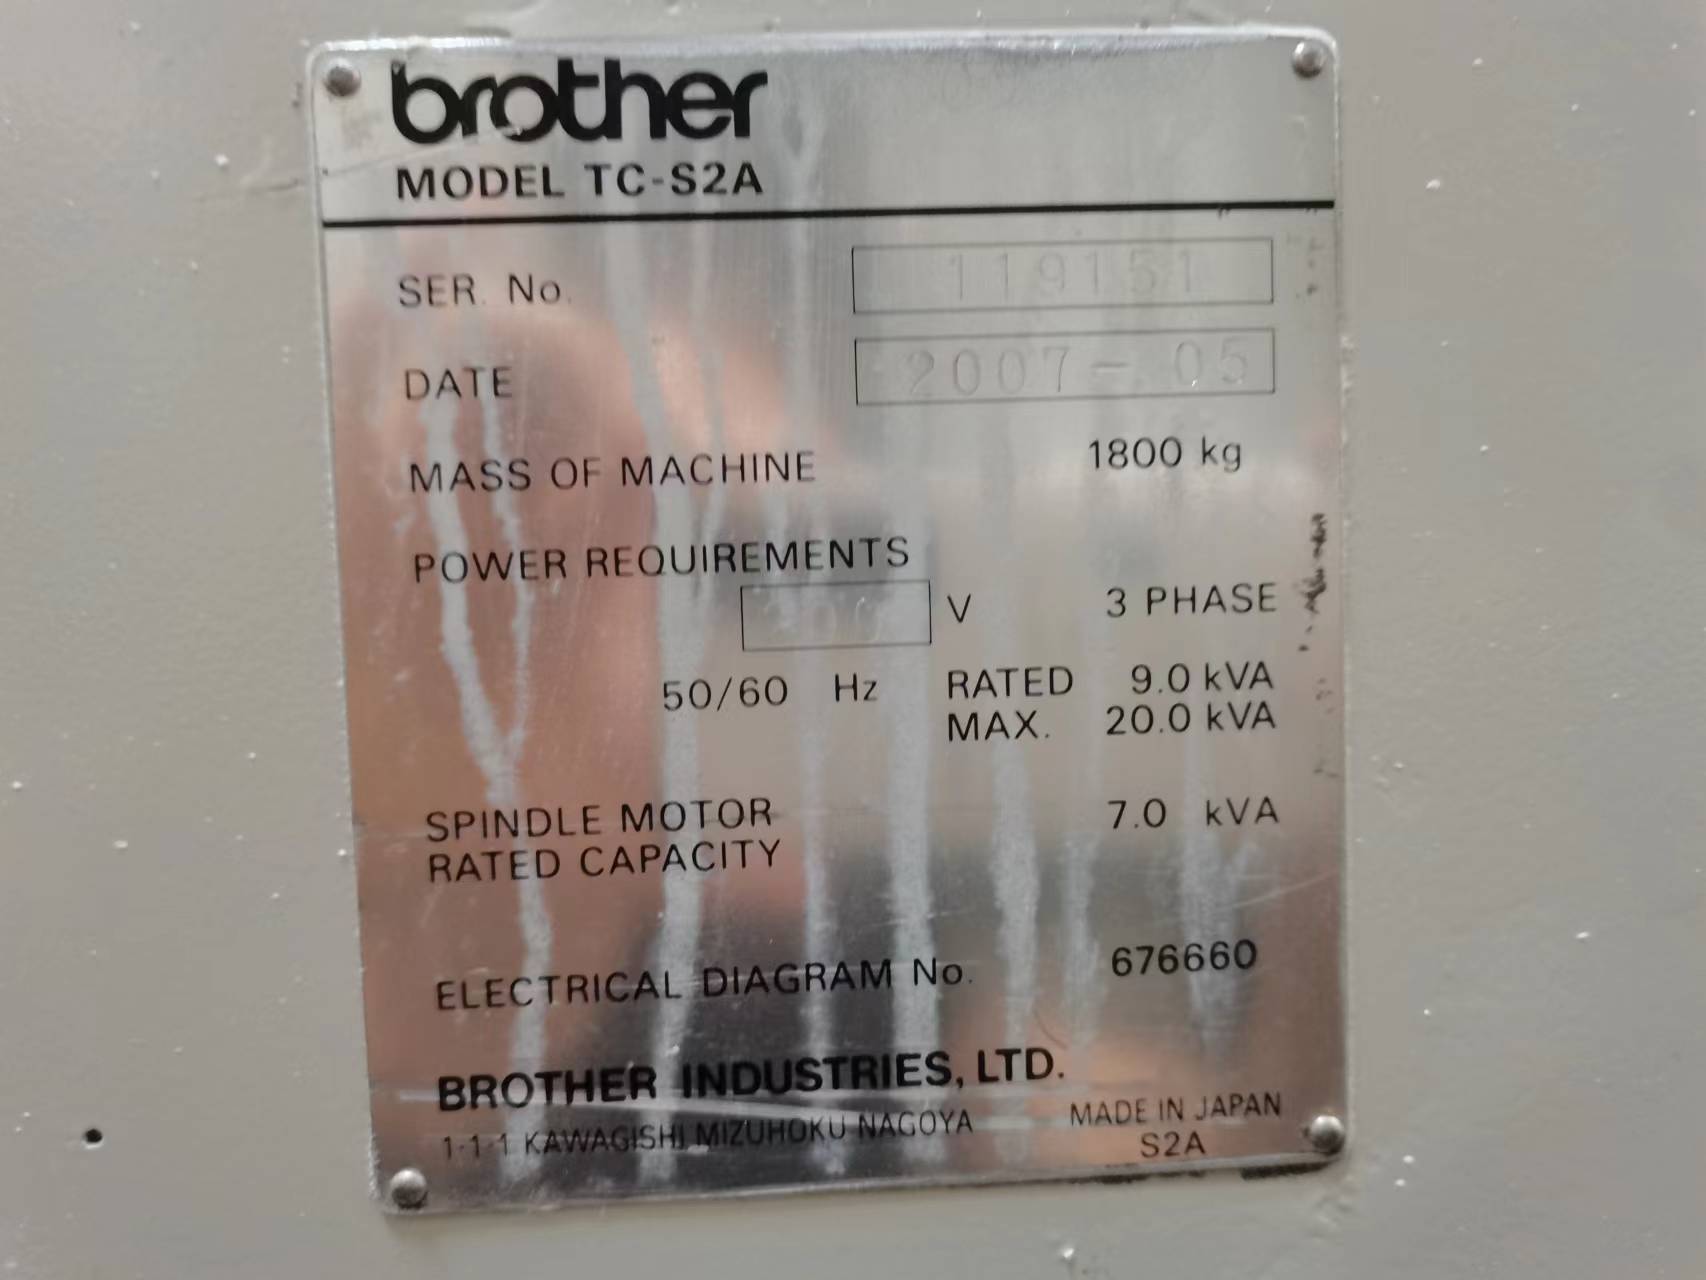 brother
MODEL TC-S2A
SER. No. 119151
DATE 2007-05
MASS OF MACHINE 1800 kg
POWER REQUIREMENTS
V 3 PHASE
50/60 Hz RATED 9.0 kVA
MAX. 20.0 kVA
SPINDLE MOTOR 7.0 kVA
RATED CAPACITY
ELECTRICAL DIAGRAM No. 676660
BROTHER INDUSTRIES, LTD.
1-1-1 KAWAGISHI, MIZUHOKU NAGOYA MADE IN JAPAN
S2A